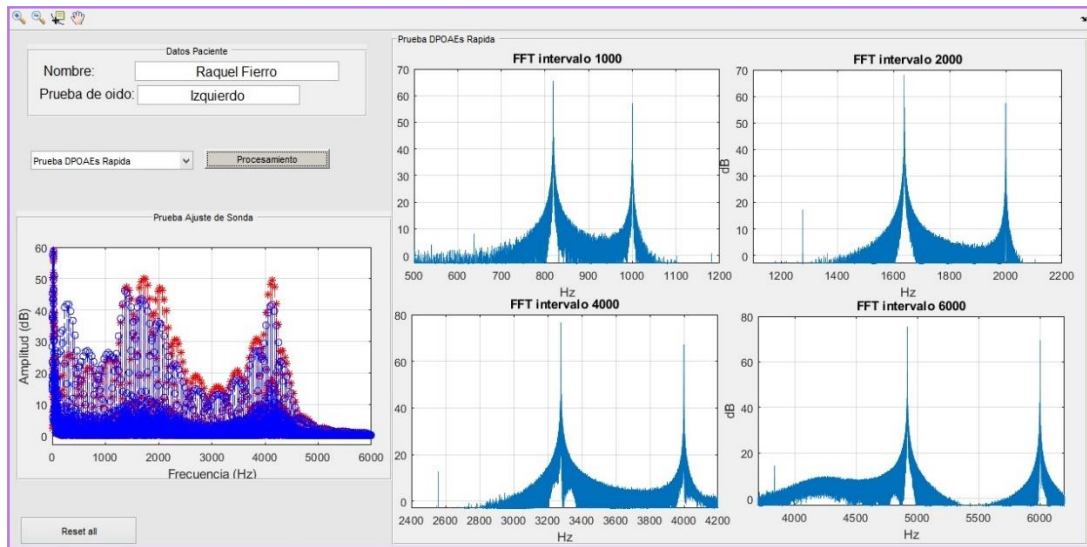 Datos Paciente
Nombre: Raquel Fierro
Prueba de oido: Izquierdo
Prueba DPOAEs Rapida
Procesamiento
Prueba Ajuste de Sonda
Amplitud (dB)
60
50
40
30
20
10
0
0 1000 2000 3000 4000 5000 6000
Frecuencia (Hz)
Reset all
Prueba DPOAEs Rapida
FFT intervalo 1000
70
60
50
40
30
20
10
0
500 600 700 800 900 1000 1100 1200
Hz
FFT intervalo 2000
dB
70
60
50
40
30
20
10
0
1200 1400 1600 1800 2000 2200
Hz
FFT intervalo 4000
80
60
40
20
0
2400 2600 2800 3000 3200 3400 3600 3800 4000 4200
Hz
FFT intervalo 6000
dB
80
60
40
20
0
4000 4500 5000 5500 6000
Hz